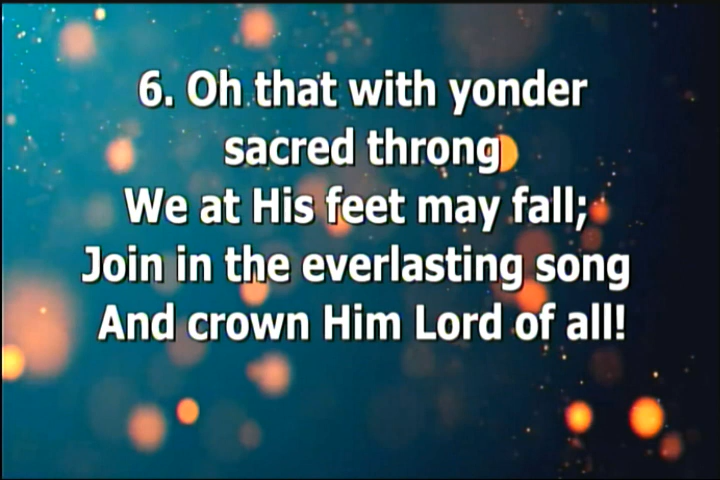 6. Oh that with yonder
sacred throng
We at His feet may fall;
Join in the everlasting song
And crown Him Lord of all!